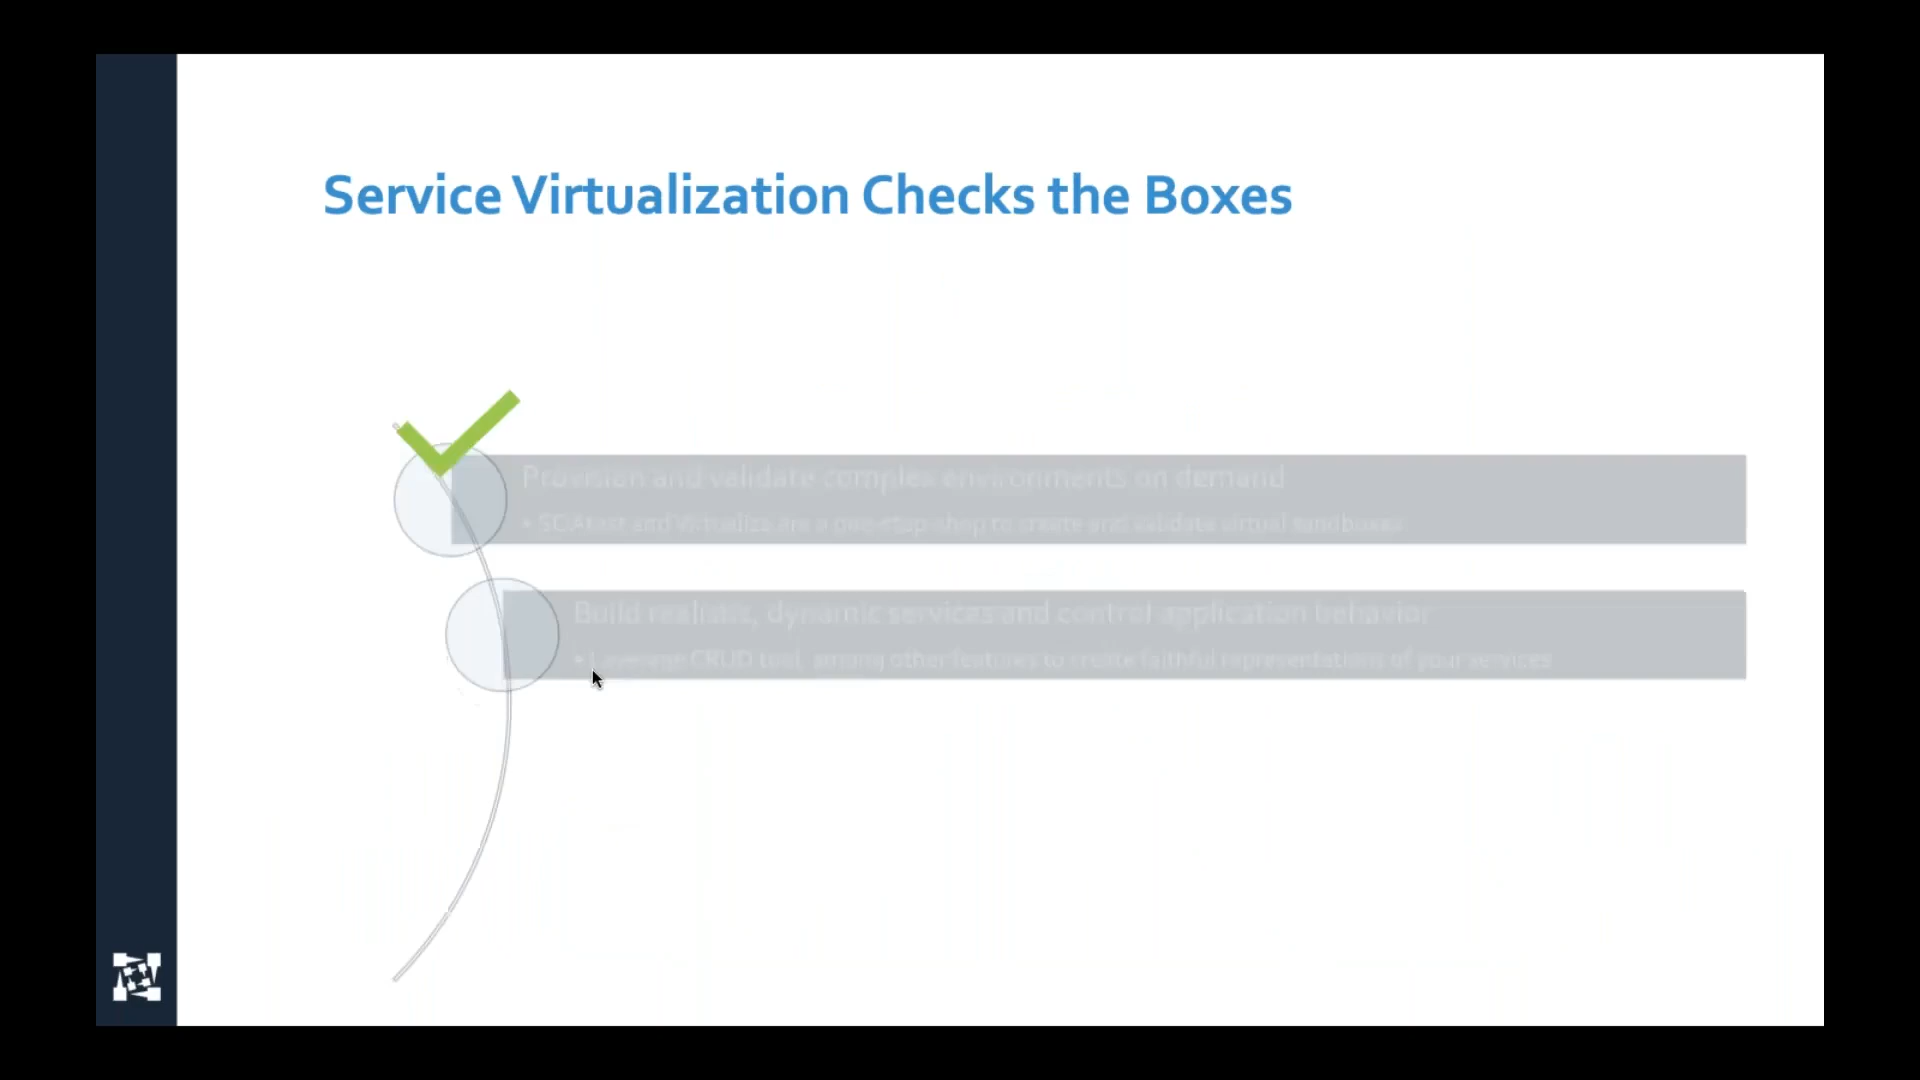 Service Virtualization Checks the Boxes
Provision and validate complex environments on demand
• SOAtest and Virtualize are a one-stop-shop to create and validate virtual sandboxes
Build realistic, dynamic services and control application behavior
• Leverage CRUD tool, among other features to create faithful representations of your services